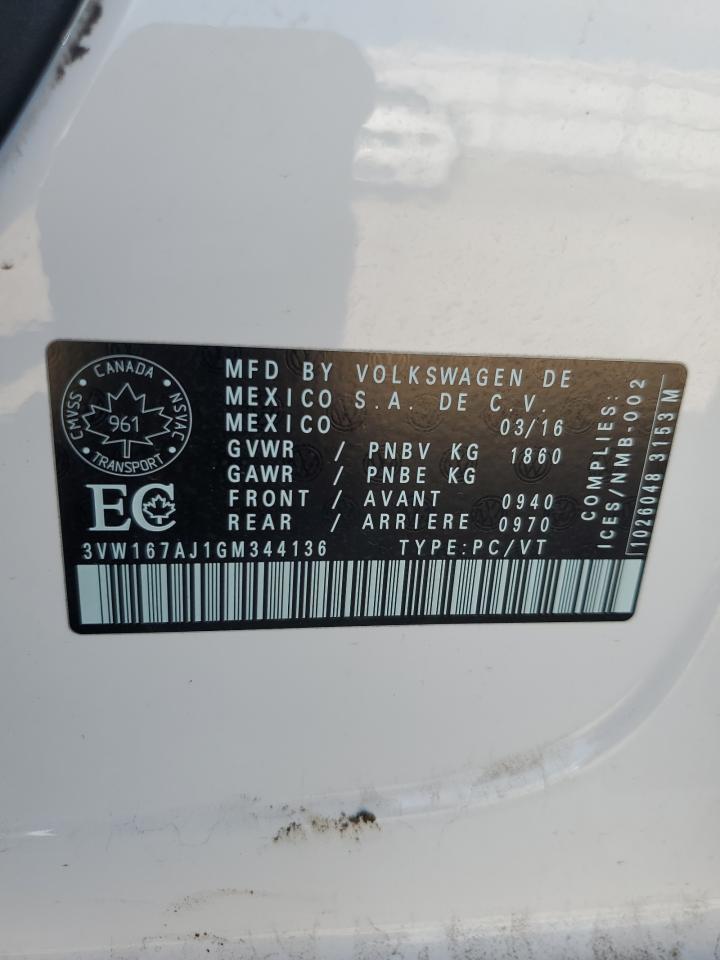 CANADA
CMVSS
NSVAC
961
TRANSPORT
EC
MFD BY VOLKSWAGEN DE
MEXICO S.A. DE C.V.
MEXICO 03/16
GVWR / PNBV KG 1860
GAWR / PNBE KG
FRONT / AVANT 0940
REAR / ARRIERE 0970
3VW167AJ1GM344136 TYPE:PC/VT
COMPLIES:
ICES/NMB-002
1026048 3153M